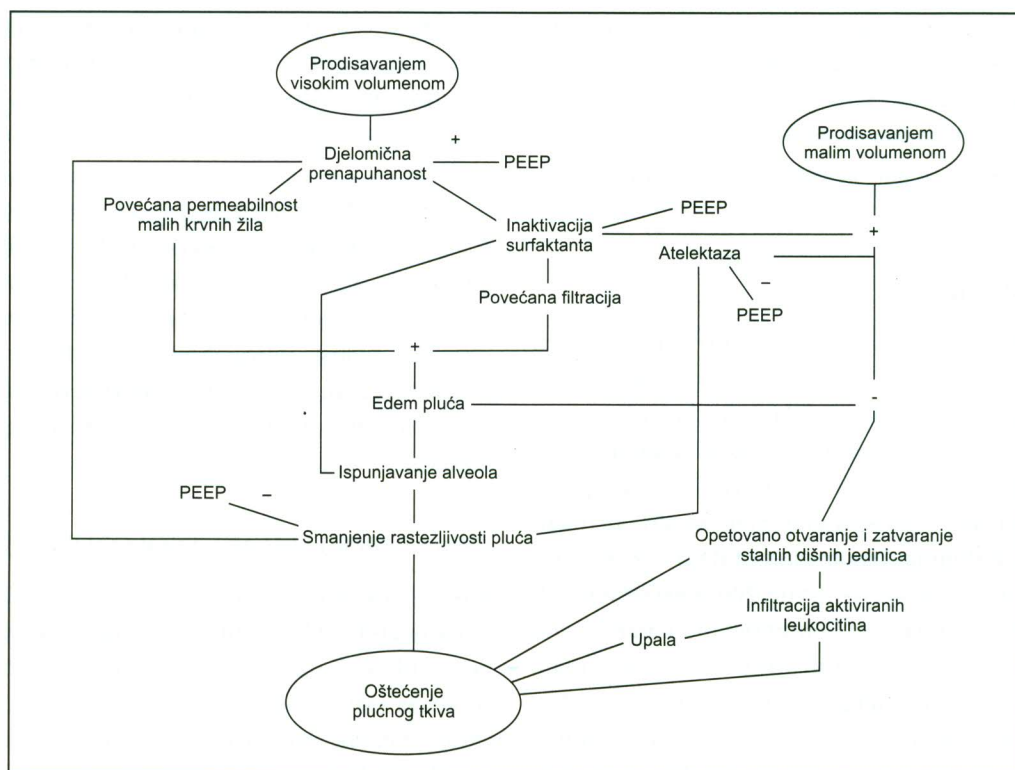 Prodisavanjem
visokim volumenom
Prodisavanjem
malim volumenom
+
Djelomična
prenapuhanost
PEEP
Povećana permeabilnost
malih krvnih žila
PEEP
Inaktivacija
surfaktanta
+
Atelektaza
–
PEEP
Povećana filtracija
+
Edem pluća
-
Ispunjavanje alveola
PEEP
–
Smanjenje rastezljivosti pluća
Opetovano otvaranje i zatvaranje
stalnih dišnih jedinica
Infiltracija aktiviranih
leukocitina
Upala
Oštećenje
plućnog tkiva